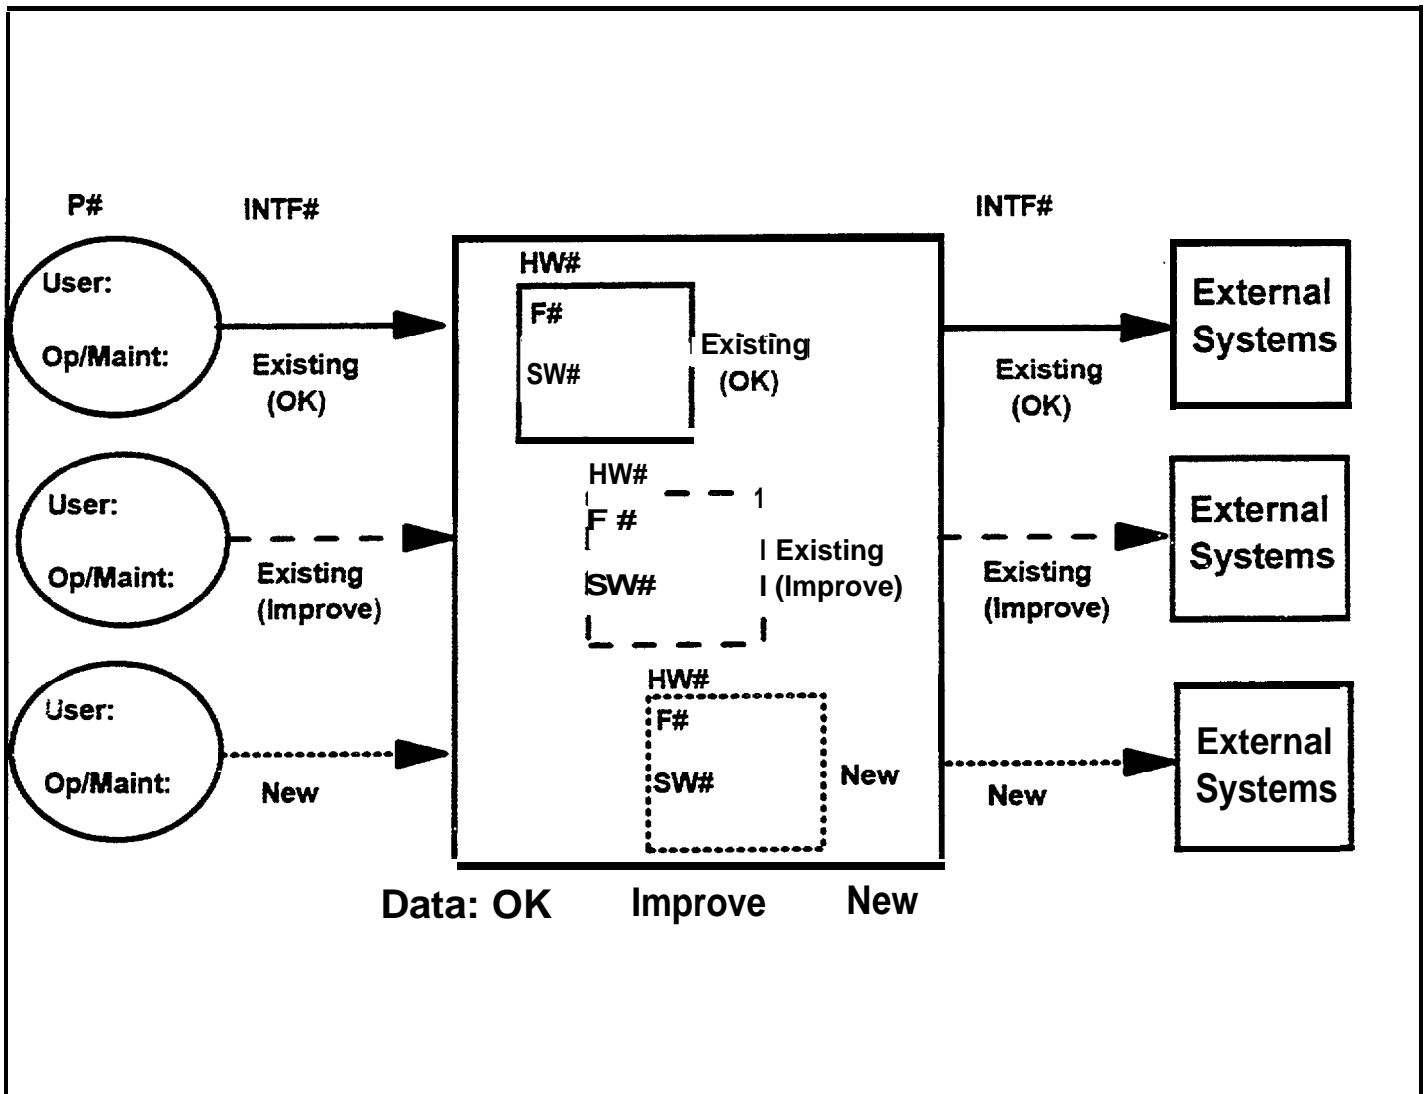 P#
INTF#
INTF#
User:
Op/Maint:
Existing
(OK)
HW#
F#
SW#
Existing
(OK)
Existing
(OK)
External
Systems
User:
Op/Maint:
Existing
(Improve)
HW#
F #
SW#
Existing
(Improve)
Existing
(Improve)
External
Systems
User:
Op/Maint:
New
HW#
F#
SW#
New
New
External
Systems
Data: OK Improve New